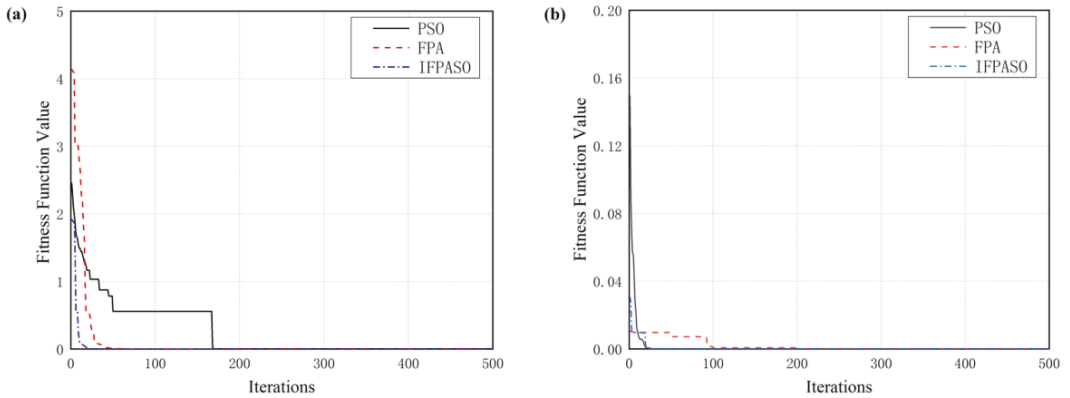 (a)
5
4
3
2
1
0
Fitness Function Value
PSO
FPA
IFPASO
0
100
200
300
400
500
Iterations
(b)
0.20
0.16
0.12
0.08
0.04
0.00
Fitness Function Value
PSO
FPA
IFPASO
0
100
200
300
400
500
Iterations